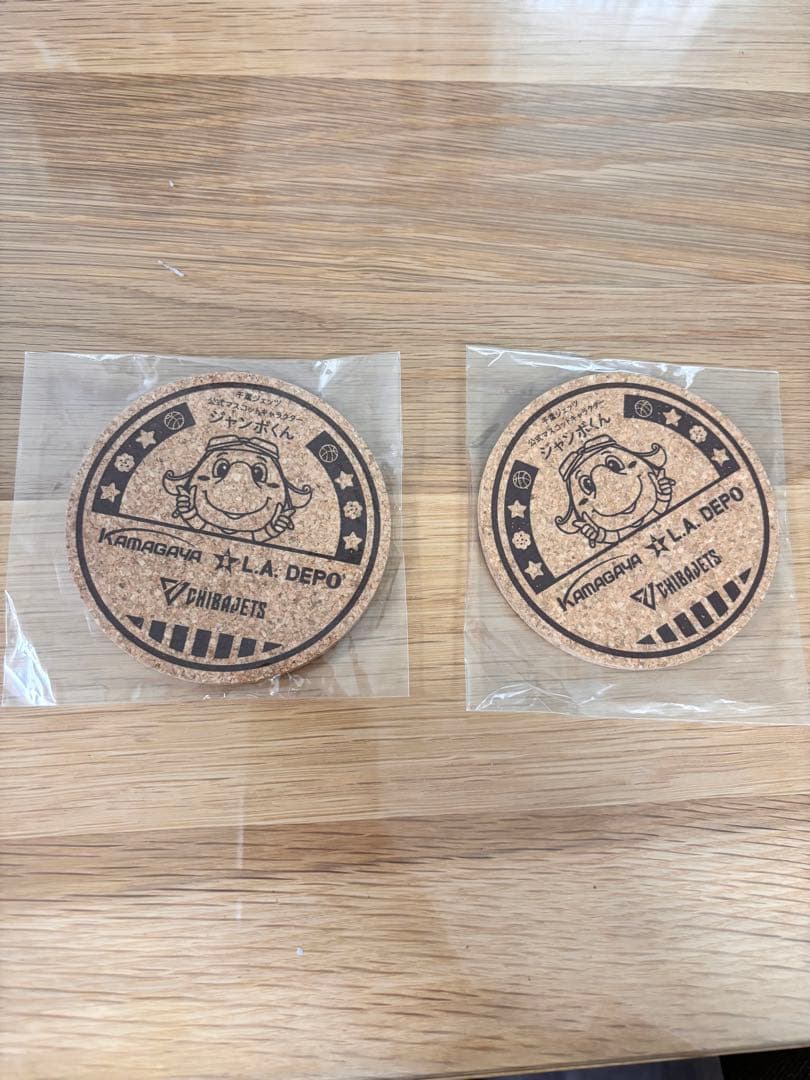 千葉ジェッツ
公式マスコットキャラクター
ジャンボくん
KAMAGAYA L.A. DEPO
CHIBAJETS
千葉ジェッツ
公式マスコットキャラクター
ジャンボくん
KAMAGAYA L.A. DEPO
CHIBAJETS